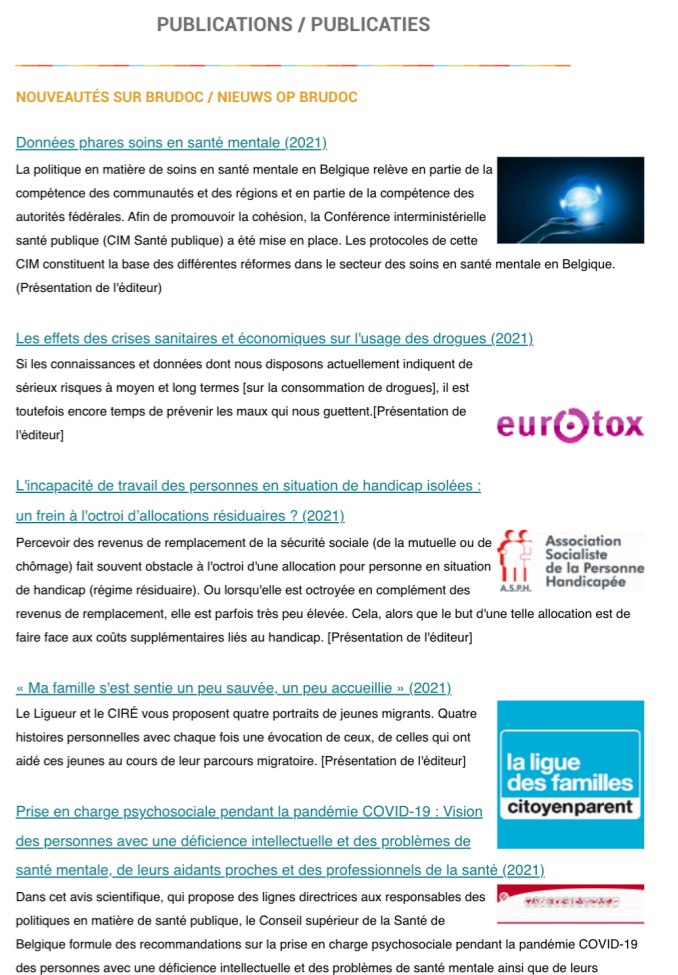 PUBLICATIONS / PUBLICATIES
NOUVEAUTÉS SUR BRUDOC / NIEUWS OP BRUDOC
Données phares soins en santé mentale (2021)
La politique en matière de soins en santé mentale en Belgique relève en partie de la
compétence des communautés et des régions et en partie de la compétence des
autorités fédérales. Afin de promouvoir la cohésion, la Conférence interministérielle
santé publique (CIM Santé publique) a été mise en place. Les protocoles de cette
CIM constituent la base des différentes réformes dans le secteur des soins en santé mentale en Belgique.
(Présentation de l'éditeur)
Les effets des crises sanitaires et économiques sur l'usage des drogues (2021)
Si les connaissances et données dont nous disposons actuellement indiquent de
sérieux risques à moyen et long termes [sur la consommation de drogues], il est
toutefois encore temps de prévenir les maux qui nous guettent.[Présentation de
l'éditeur]
eurotox
L'incapacité de travail des personnes en situation de handicap isolées :
un frein à l'octroi d’allocations résiduaires ? (2021)
Percevoir des revenus de remplacement de la sécurité sociale (de la mutuelle ou de
chômage) fait souvent obstacle à l'octroi d'une allocation pour personne en situation
de handicap (régime résiduaire). Ou lorsqu'elle est octroyée en complément des
revenus de remplacement, elle est parfois très peu élevée. Cela, alors que le but d'une telle allocation est de
faire face aux coûts supplémentaires liés au handicap. [Présentation de l'éditeur]
A.S.P.H.
Association
Socialiste
de la Personne
Handicapée
« Ma famille s'est sentie un peu sauvée, un peu accueillie » (2021)
Le Ligueur et le CIRÉ vous proposent quatre portraits de jeunes migrants. Quatre
histoires personnelles avec chaque fois une évocation de ceux, de celles qui ont
aidé ces jeunes au cours de leur parcours migratoire. [Présentation de l'éditeur]
la ligue
des familles
citoyenparent
Prise en charge psychosociale pendant la pandémie COVID-19 : Vision
des personnes avec une déficience intellectuelle et des problèmes de
santé mentale, de leurs aidants proches et des professionnels de la santé (2021)
Dans cet avis scientifique, qui propose des lignes directrices aux responsables des
politiques en matière de santé publique, le Conseil supérieur de la Santé de
Belgique formule des recommandations sur la prise en charge psychosociale pendant la pandémie COVID-19
des personnes avec une déficience intellectuelle et des problèmes de santé mentale ainsi que de leurs